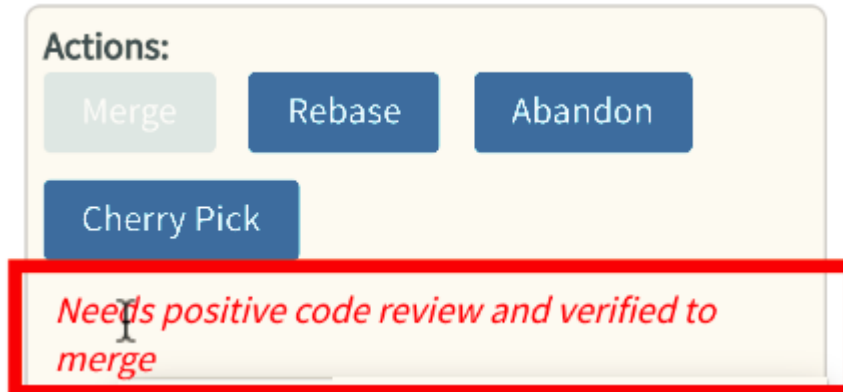 Actions:
Merge Rebase Abandon
Cherry Pick
Needs positive code review and verified to
merge